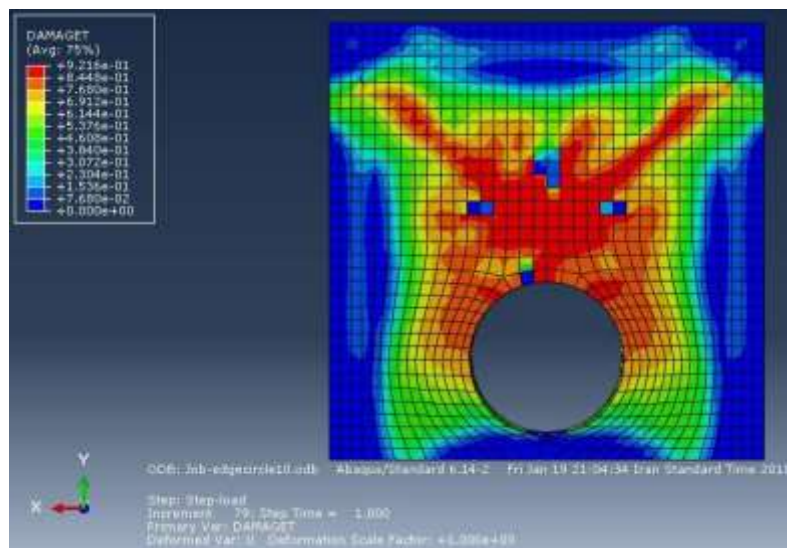 DAMAGET
(Avg: 75%)
+9.216e-01
+8.448e-01
+7.680e-01
+6.912e-01
+6.144e-01
+5.376e-01
+4.608e-01
+3.840e-01
+3.072e-01
+2.304e-01
+1.536e-01
+7.680e-02
+0.000e+00
Y
X
ODB: Job-edgecircle10.odb Abaqus/Standard 6.14-2 Fri Jan 19 21:04:34 Iran Standard Time
Step: Step-load
Increment 79: Step Time = 1.000
Primary Var: DAMAGET
Deformed Var: U Deformation Scale Factor: +1.000e+00